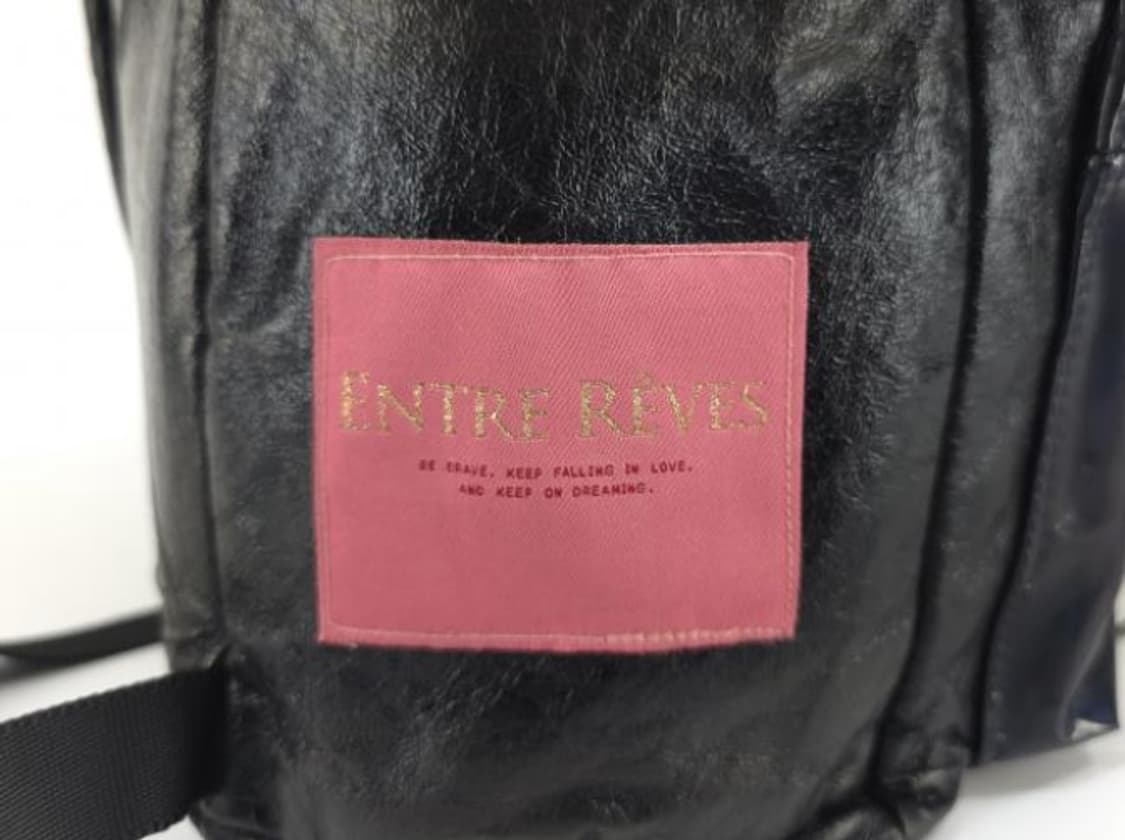 ENTRE RÊVES
BE BRAVE. KEEP FALLING IN LOVE.
AND KEEP ON DREAMING.